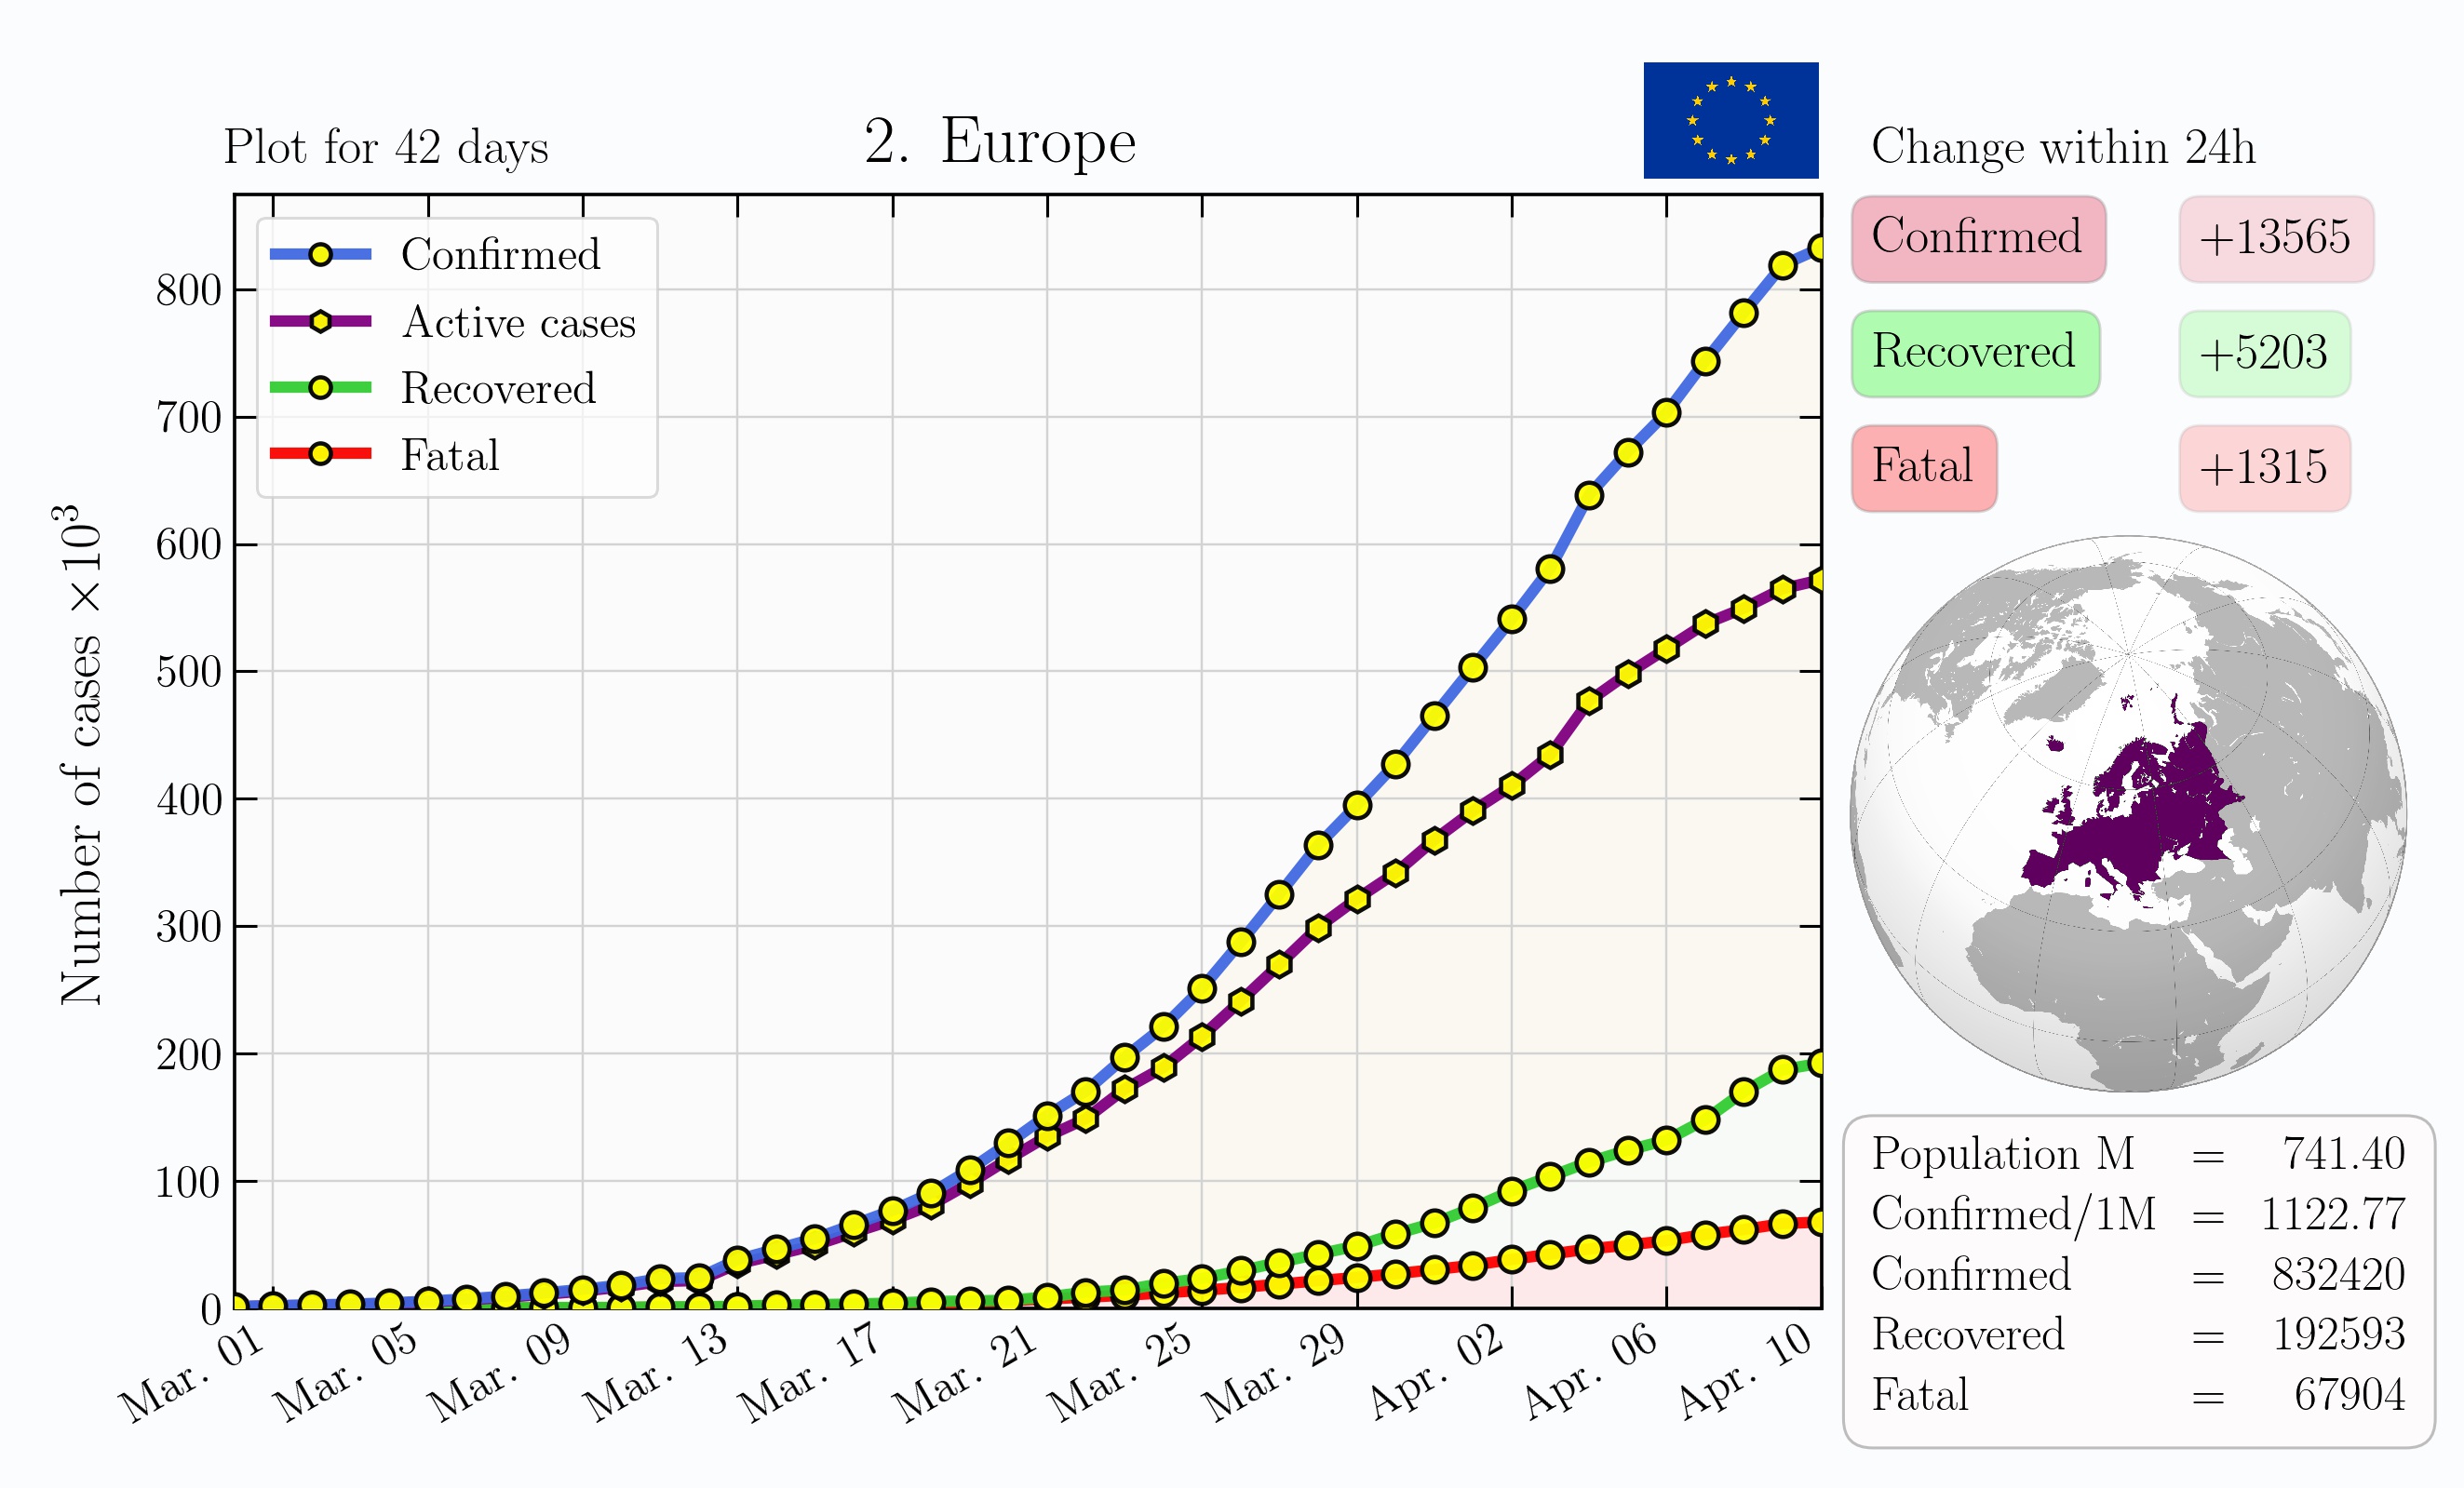 Plot for 42 days
2. Europe
Change within 24h
Confirmed +13565
Recovered +5203
Fatal +1315
Confirmed
Active cases
Recovered
Fatal
Number of cases ×10³
800
700
600
500
400
300
200
100
0
Mar. 01
Mar. 05
Mar. 09
Mar. 13
Mar. 17
Mar. 21
Mar. 25
Mar. 29
Apr. 02
Apr. 06
Apr. 10
Population M = 741.40
Confirmed/1M = 1122.77
Confirmed = 832420
Recovered = 192593
Fatal = 67904